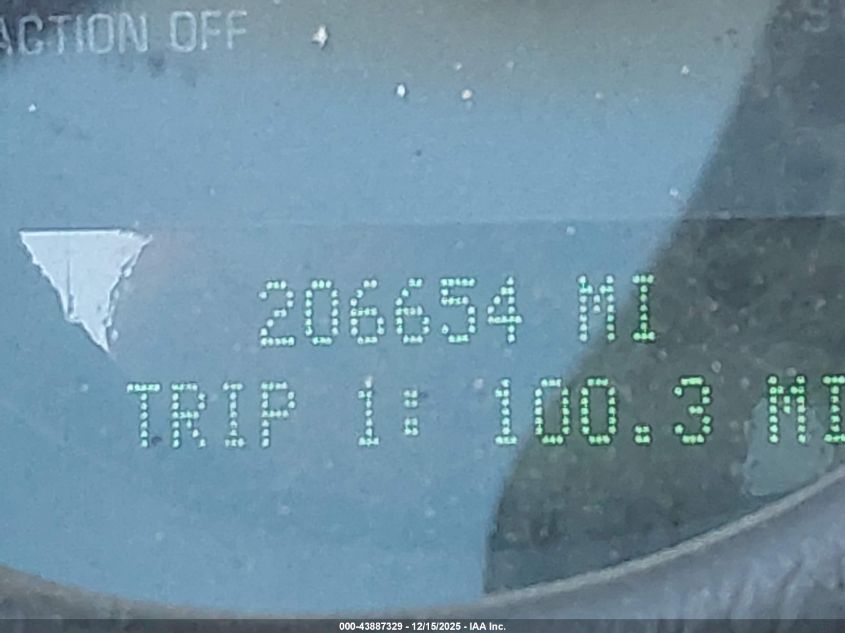 ACTION OFF
206654 MI
TRIP 1: 100.3 MI
000-43887329 - 12/15/2025 - IAA Inc.